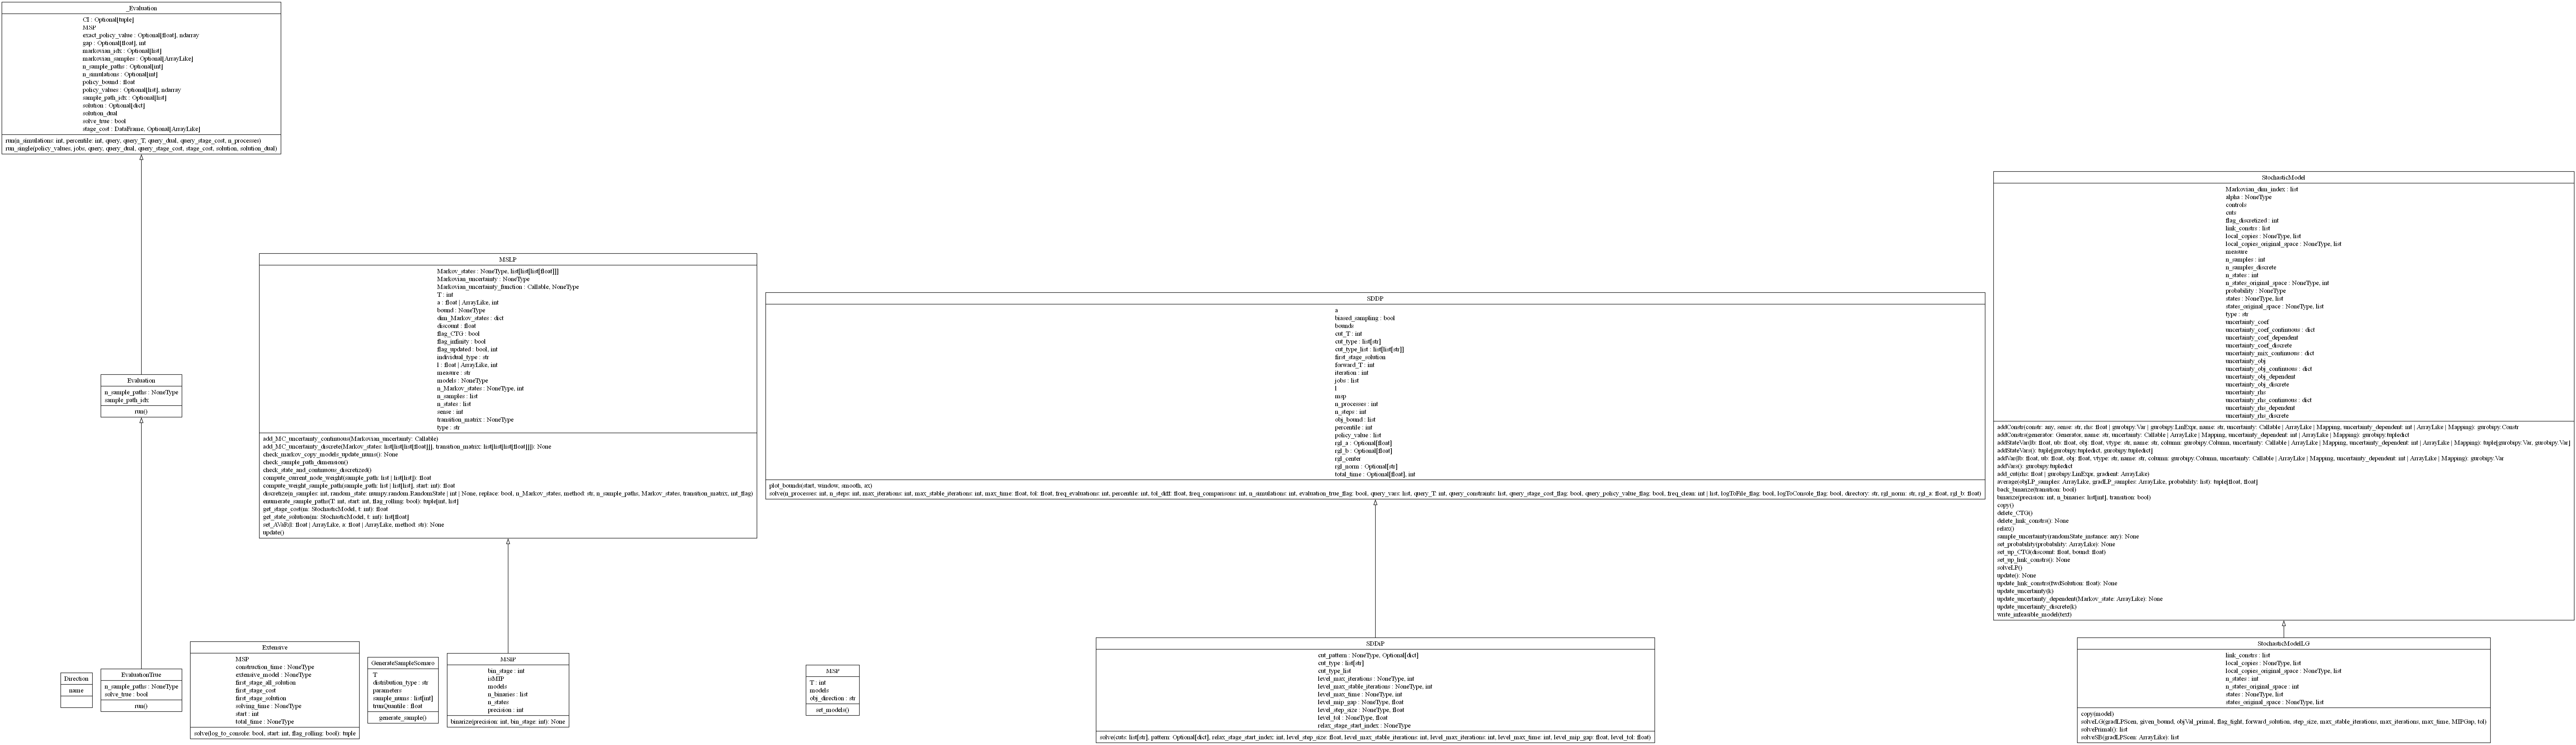 _Evaluation
CI : Optional[tuple]
MSP
exact_policy_value : Optional[float], ndarray
gap : Optional[float], int
markovian_idx : Optional[list]
markovian_samples : Optional[ArrayLike]
n_sample_paths : Optional[int]
n_simulations : Optional[int]
policy_bound : float
policy_values : Optional[list], ndarray
sample_path_idx : Optional[list]
solution : Optional[dict]
solution_dual
solve_true : bool
stage_cost : DataFrame, Optional[ArrayLike]
run(n_simulations: int, percentile: int, query, query_T, query_dual, query_stage_cost, n_processes)
run_single(policy_values, jobs, query, query_dual, query_stage_cost, stage_cost, solution, solution_dual)
Evaluation
n_sample_paths : NoneType
sample_path_idx
run()
Direction
name
EvaluationTrue
n_sample_paths : NoneType
solve_true : bool
run()
Extensive
MSP
construction_time : NoneType
extensive_model : NoneType
first_stage_all_solution
first_stage_cost
first_stage_solution
solving_time : NoneType
start : int
total_time : NoneType
solve(log_to_console: bool, start: int, flag_rolling: bool): tuple
GenerateSampleScenaro
T
distribution_type : str
parameters
sample_nums : list[int]
trunQuantile : float
generate_sample()
MSLP
Markov_states : NoneType, list[list[list[float]]]
Markovian_uncertainty : NoneType
Markovian_uncertainty_function : Callable, NoneType
T : int
a : float | ArrayLike, int
bound : NoneType
dim_Markov_states : dict
discount : float
flag_CTG : bool
flag_infinity : bool
flag_updated : bool, int
individual_type : str
l : float | ArrayLike, int
measure : str
models : NoneType
n_Markov_states : NoneType, int
n_samples : list
n_states : list
sense : int
transition_matrix : NoneType
type : str
add_MC_uncertainty_continuous(Markovian_uncertainty: Callable)
add_MC_uncertainty_discrete(Markov_states: list[list[list[float]]], transition_matrix: list[list[list[float]]]): None
check_markov_copy_models_update_nums(): None
check_sample_path_dimension()
check_state_and_continuous_discretized()
compute_current_node_weight(sample_path: list | list[list]): float
compute_weight_sample_path(sample_path: list | list[list], start: int): float
discretize(n_samples: int, random_state: numpy.random.RandomState | int | None, replace: bool, n_Markov_states, method: str, n_sample_paths, Markov_states, transition_matrix, int_flag)
enumerate_sample_paths(T: int, start: int, flag_rolling: bool): tuple[int, list]
get_stage_cost(m: StochasticModel, t: int): float
get_state_solution(m: StochasticModel, t: int): list[float]
set_AVaR(l: float | ArrayLike, a: float | ArrayLike, method: str): None
update()
MSIP
bin_stage : int
isMIP
models
n_binaries : list
n_states
precision : int
binarize(precision: int, bin_stage: int): None
SDDP
a
biased_sampling : bool
bounds
cut_T : int
cut_type : list[str]
cut_type_list : list[list[str]]
first_stage_solution
forward_T : int
iteration : int
jobs : list
l
msp
n_processes : int
n_steps : int
obj_bound : list
percentile : int
policy_value : list
rgl_a : Optional[float]
rgl_b : Optional[float]
rgl_center
rgl_norm : Optional[str]
total_time : Optional[float], int
plot_bounds(start, window, smooth, ax)
solve(n_processes: int, n_steps: int, max_iterations: int, max_stable_iterations: int, max_time: float, tol: float, freq_evaluations: int, percentile: int, tol_diff: float, freq_comparisons: int, n_simulations: int, evaluation_true_flag: bool, query_vars: list, query_T: int, query_constraints: list, query_stage_cost_flag: bool, query_policy_value_flag: bool, freq_clean: int | list, logToFile_flag: bool, logToConsole_flag: bool, directory: str, rgl_norm: str, rgl_a: float, rgl_b: float)
MSP
T : int
models
obj_direction : str
set_models()
SDDiP
cut_pattern : NoneType, Optional[dict]
cut_type : list[str]
cut_type_list
level_max_iterations : NoneType, int
level_max_stable_iterations : NoneType, int
level_max_time : NoneType, int
level_mip_gap : NoneType, float
level_step_size : NoneType, float
level_tol : NoneType, float
relax_stage_start_index : NoneType
solve(cuts: list[str], pattern: Optional[dict], relax_stage_start_index: int, level_step_size: float, level_max_stable_iterations: int, level_max_iterations: int, level_max_time: int, level_mip_gap: float, level_tol: float)
StochasticModel
Markovian_dim_index : list
alpha : NoneType
controls
cuts
flag_discretized : int
link_constrs : list
local_copies : NoneType, list
local_copies_original_space : NoneType, list
measure
n_samples : int
n_samples_discrete
n_states : int
n_states_original_space : NoneType, int
probability : NoneType
states : NoneType, list
states_original_space : NoneType, list
type : str
uncertainty_coef
uncertainty_coef_continuous : dict
uncertainty_coef_dependent
uncertainty_coef_discrete
uncertainty_mix_continuous : dict
uncertainty_obj
uncertainty_obj_continuous : dict
uncertainty_obj_dependent
uncertainty_obj_discrete
uncertainty_rhs
uncertainty_rhs_continuous : dict
uncertainty_rhs_dependent
uncertainty_rhs_discrete
addConstr(constr: any, sense: str, rhs: float | gurobipy.Var | gurobipy.LinExpr, name: str, uncertainty: Callable | ArrayLike | Mapping, uncertainty_dependent: int | ArrayLike | Mapping): gurobipy.Constr
addConstrs(generator: Generator, name: str, uncertainty: Callable | ArrayLike | Mapping, uncertainty_dependent: int | ArrayLike | Mapping): gurobipy.tupledict
addStateVar(lb: float, ub: float, obj: float, vtype: str, name: str, column: gurobipy.Column, uncertainty: Callable | ArrayLike | Mapping, uncertainty_dependent: int | ArrayLike | Mapping): tuple[gurobipy.Var, gurobipy.Var]
addStateVars(): tuple[gurobipy.tupledict, gurobipy.tupledict]
addVar(lb: float, ub: float, obj: float, vtype: str, name: str, column: gurobipy.Column, uncertainty: Callable | ArrayLike | Mapping, uncertainty_dependent: int | ArrayLike | Mapping): gurobipy.Var
addVars(): gurobipy.tupledict
add_cut(rhs: float | gurobipy.LinExpr, gradient: ArrayLike)
average(objLP_samples: ArrayLike, gradLP_samples: ArrayLike, probability: list): tuple[float, float]
back_binarize(transition: bool)
binarize(precision: int, n_binaries: list[int], transition: bool)
copy()
delete_CTG()
delete_link_constrs(): None
relax()
sample_uncertainty(randomState_instance: any): None
set_probability(probability: ArrayLike): None
set_up_CTG(discount: float, bound: float)
set_up_link_constrs(): None
solveLP()
update(): None
update_link_constrs(fwdSolution: float): None
update_uncertainty(k)
update_uncertainty_dependent(Markov_state: ArrayLike): None
update_uncertainty_discrete(k)
write_infeasible_model(text)
StochasticModelLG
link_constrs : list
local_copies : NoneType, list
local_copies_original_space : NoneType, list
n_states : int
n_states_original_space : int
states : NoneType, list
states_original_space : NoneType, list
copy(model)
solveLG(gradLPScen, given_bound, objVal_primal, flag_tight, forward_solution, step_size, max_stable_iterations, max_iterations, max_time, MIPGap, tol)
solvePrimal(): list
solveSB(gradLPScen: ArrayLike): list